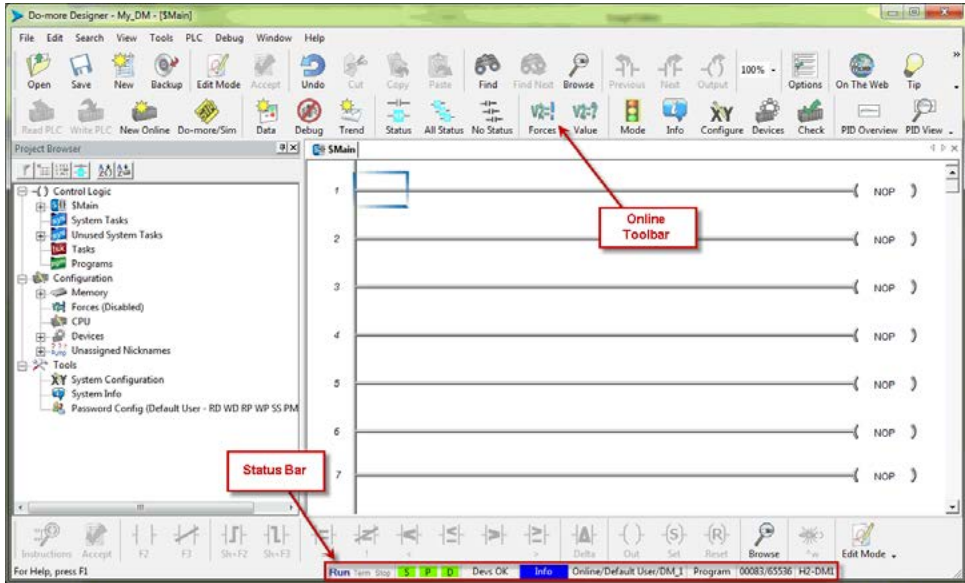 Do-more Designer - My_DM - [$Main]
File Edit Search View Tools PLC Debug Window Help
Open Save New Backup Edit Mode Accept Undo Cut Copy Paste Find Find Next Browse Previous Next Output 100% Options On The Web Tip
Read PLC Write PLC New Online Do-more/Sim Data Debug Trend Status All Status No Status Forces Value Mode Info Configure Devices Check PID Overview PID View
Project Browser
$Main
Control Logic
$Main
System Tasks
Unused System Tasks
Tasks
Programs
Configuration
Memory
Forces (Disabled)
CPU
Devices
Unassigned Nicknames
Tools
System Configuration
System Info
Password Config (Default User - RD WD RP WP SS PM
1 NOP
Online
Toolbar
2 NOP
3 NOP
4 NOP
5 NOP
6 NOP
7 NOP
Status Bar
Instructions Accept F2 F3 Sh+F2 Sh+F3 = ! < > Delta Out Set Reset Browse ^w Edit Mode
For Help, press F1
Run Term Stop S P D Devs OK Info Online/Default User/DM_1 Program 00083/65536 H2-DM1